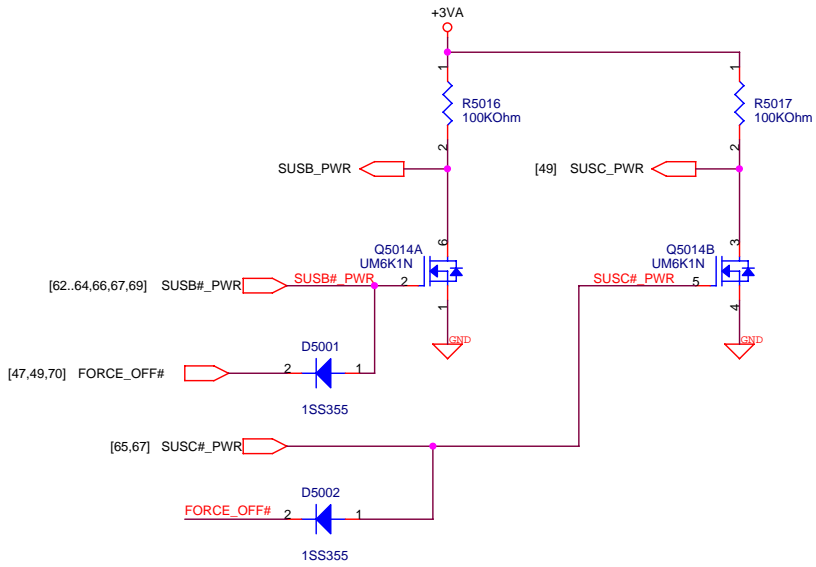 +3VA
1
1
R5016
100KOhm
R5017
100KOhm
2
2
SUSB_PWR
[49] SUSC_PWR
6
3
Q5014A
UM6K1N
Q5014B
UM6K1N
[62..64,66,67,69] SUSB#_PWR
SUSB#_PWR
2
SUSC#_PWR
5
1
4
GND
GND
D5001
[47,49,70] FORCE_OFF#
2
1
1SS355
[65,67] SUSC#_PWR
D5002
FORCE_OFF#
2
1
1SS355